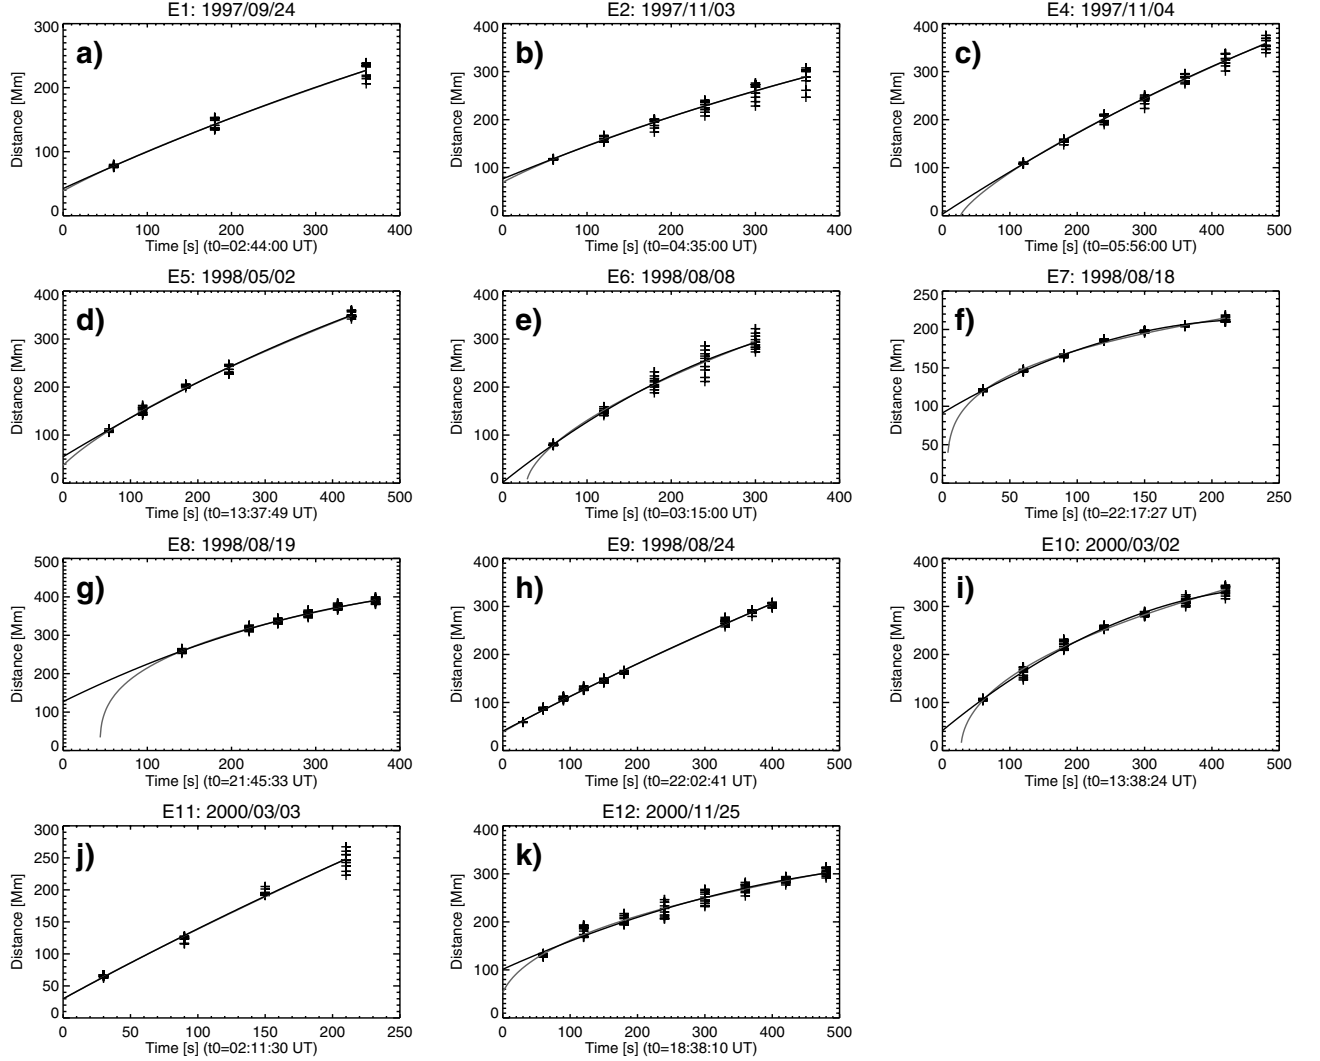 E1: 1997/09/24
a)
Distance [Mm]
300
200
100
0
0 100 200 300 400
Time [s] (t0=02:44:00 UT)
E2: 1997/11/03
b)
Distance [Mm]
400
300
200
100
0
0 100 200 300 400
Time [s] (t0=04:35:00 UT)
E4: 1997/11/04
c)
Distance [Mm]
400
300
200
100
0
0 100 200 300 400 500
Time [s] (t0=05:56:00 UT)
E5: 1998/05/02
d)
Distance [Mm]
400
300
200
100
0
0 100 200 300 400 500
Time [s] (t0=13:37:49 UT)
E6: 1998/08/08
e)
Distance [Mm]
400
300
200
100
0
0 100 200 300 400
Time [s] (t0=03:15:00 UT)
E7: 1998/08/18
f)
Distance [Mm]
250
200
150
100
50
0
0 50 100 150 200 250
Time [s] (t0=22:17:27 UT)
E8: 1998/08/19
g)
Distance [Mm]
500
400
300
200
100
0
0 100 200 300 400
Time [s] (t0=21:45:33 UT)
E9: 1998/08/24
h)
Distance [Mm]
400
300
200
100
0
0 100 200 300 400 500
Time [s] (t0=22:02:41 UT)
E10: 2000/03/02
i)
Distance [Mm]
400
300
200
100
0
0 100 200 300 400 500
Time [s] (t0=13:38:24 UT)
E11: 2000/03/03
j)
Distance [Mm]
300
250
200
150
100
50
0
0 50 100 150 200 250
Time [s] (t0=02:11:30 UT)
E12: 2000/11/25
k)
Distance [Mm]
400
300
200
100
0
0 100 200 300 400 500
Time [s] (t0=18:38:10 UT)